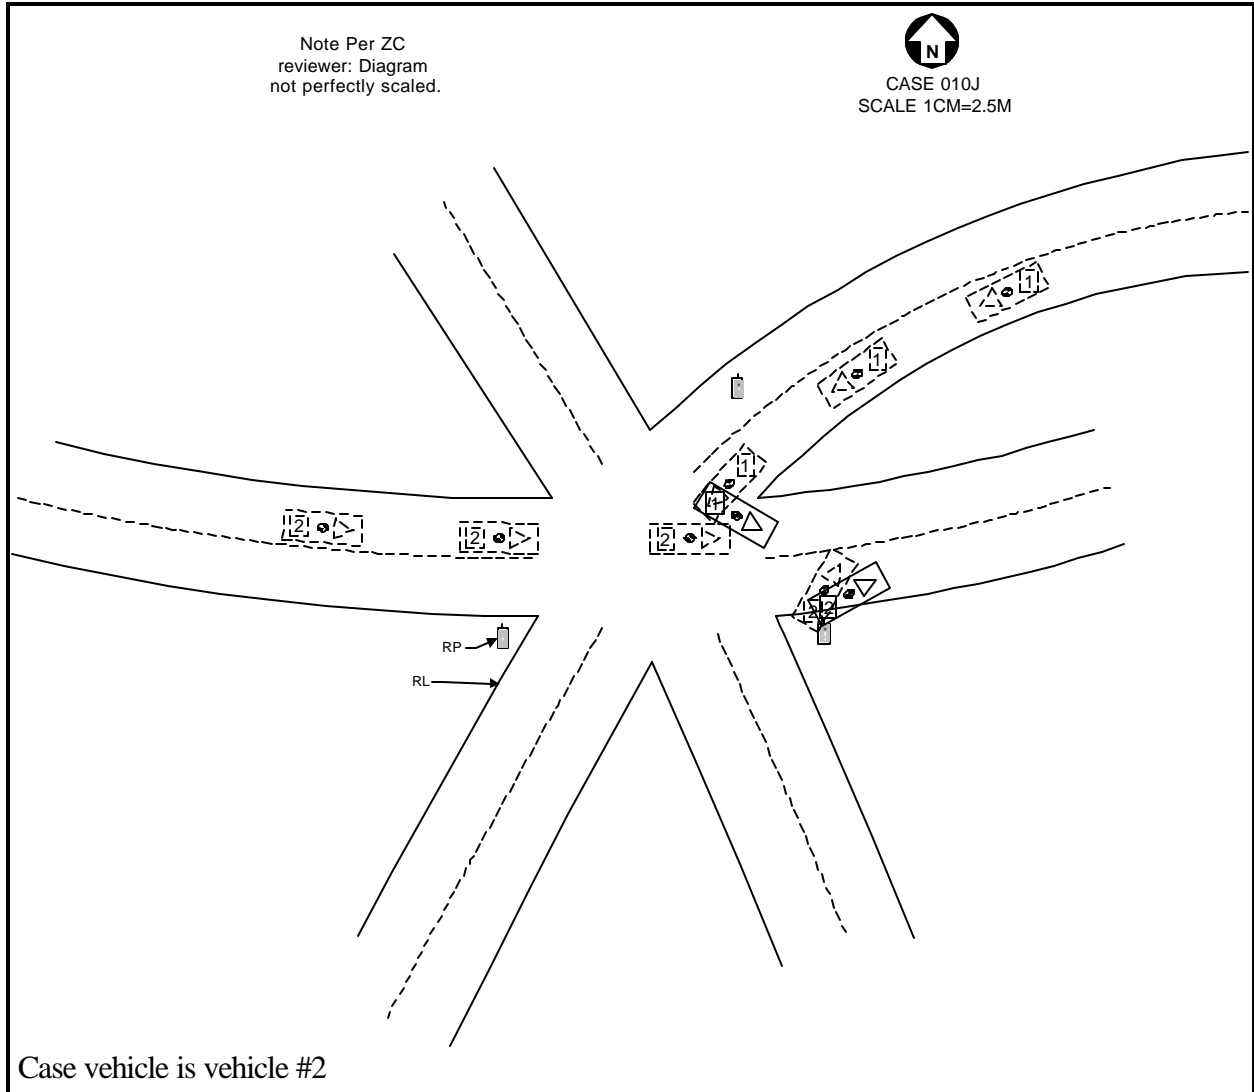 Note Per ZC
reviewer: Diagram
not perfectly scaled.
N
CASE 010J
SCALE 1CM=2.5M
1
1
1
1
2
2
2
1
2
2
RP
RL
Case vehicle is vehicle #2